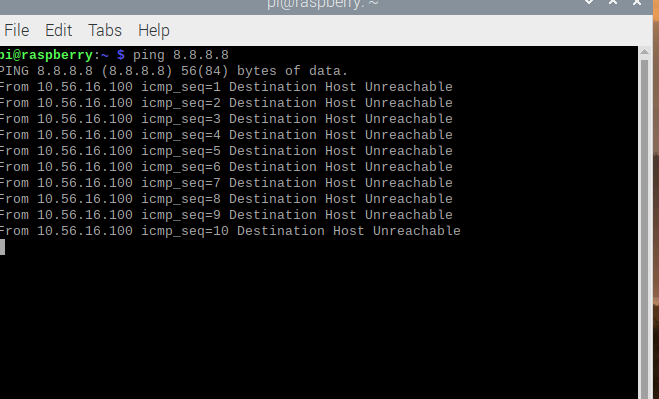 pi@raspberry: ~
File Edit Tabs Help
pi@raspberry:~ $ ping 8.8.8.8
PING 8.8.8.8 (8.8.8.8) 56(84) bytes of data.
From 10.56.16.100 icmp_seq=1 Destination Host Unreachable
From 10.56.16.100 icmp_seq=2 Destination Host Unreachable
From 10.56.16.100 icmp_seq=3 Destination Host Unreachable
From 10.56.16.100 icmp_seq=4 Destination Host Unreachable
From 10.56.16.100 icmp_seq=5 Destination Host Unreachable
From 10.56.16.100 icmp_seq=6 Destination Host Unreachable
From 10.56.16.100 icmp_seq=7 Destination Host Unreachable
From 10.56.16.100 icmp_seq=8 Destination Host Unreachable
From 10.56.16.100 icmp_seq=9 Destination Host Unreachable
From 10.56.16.100 icmp_seq=10 Destination Host Unreachable